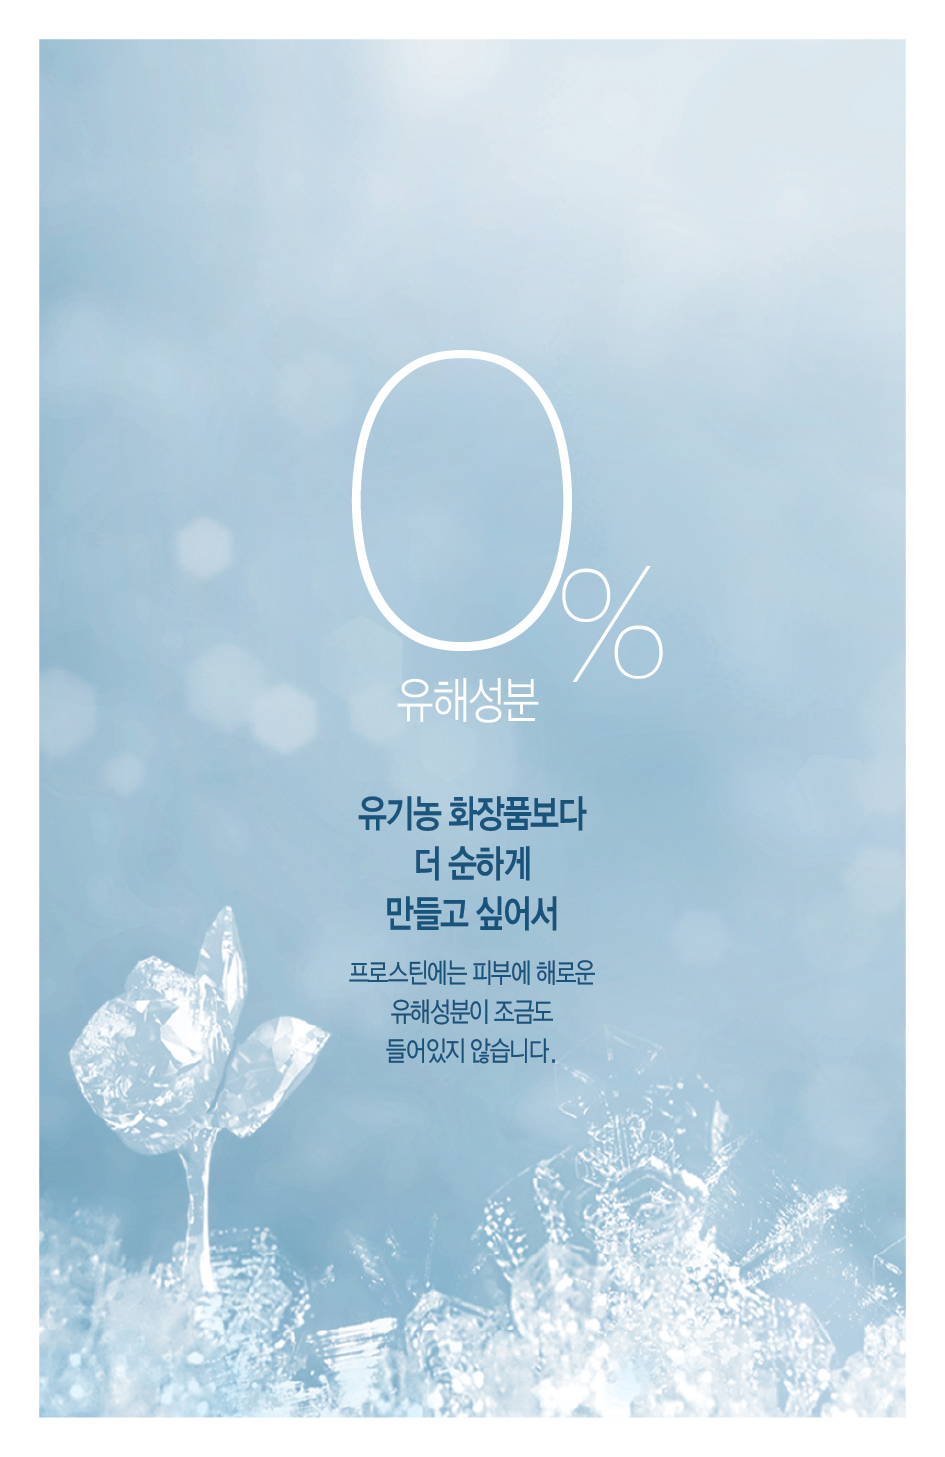 0%
유해성분
유기농 화장품보다
더 순하게
만들고 싶어서
프로스틴에는 피부에 해로운
유해성분이 조금도
들어있지 않습니다.